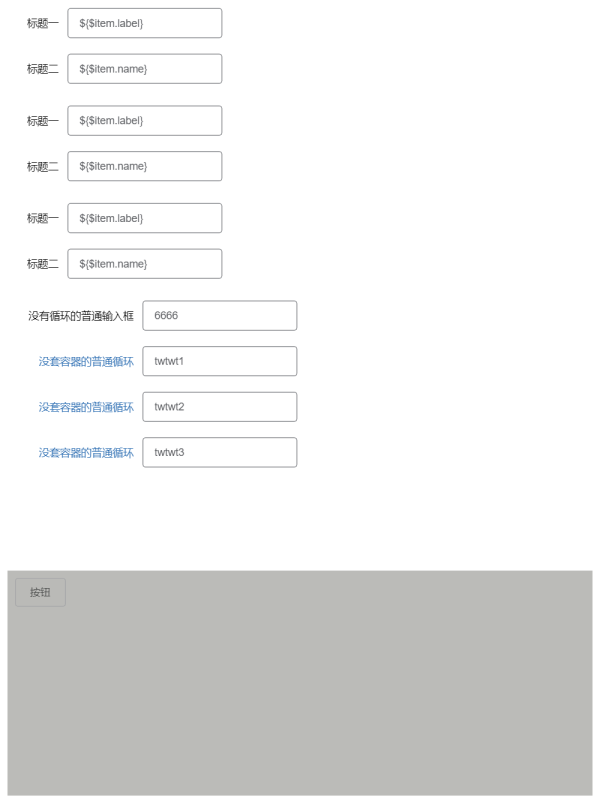 标题一 ${$item.label}
标题二 ${$item.name}
标题一 ${$item.label}
标题二 ${$item.name}
标题一 ${$item.label}
标题二 ${$item.name}
没有循环的普通输入框 6666
没套容器的普通循环 twtwt1
没套容器的普通循环 twtwt2
没套容器的普通循环 twtwt3
按钮